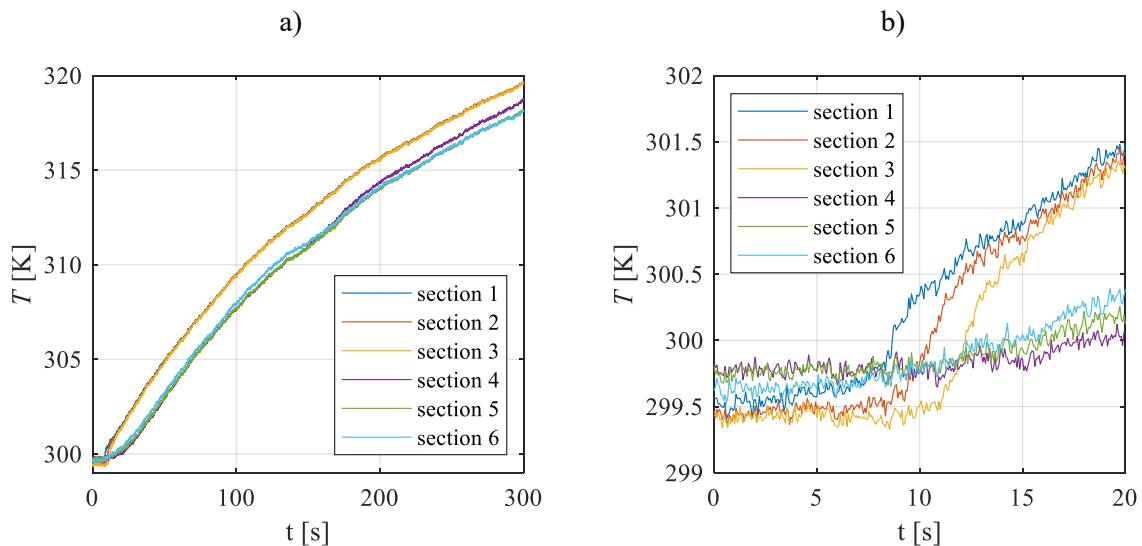 a)
320
315
310
305
300
T [K]
0
100
200
300
t [s]
section 1
section 2
section 3
section 4
section 5
section 6
b)
302
301.5
301
300.5
300
299.5
299
T [K]
0
5
10
15
20
t [s]
section 1
section 2
section 3
section 4
section 5
section 6